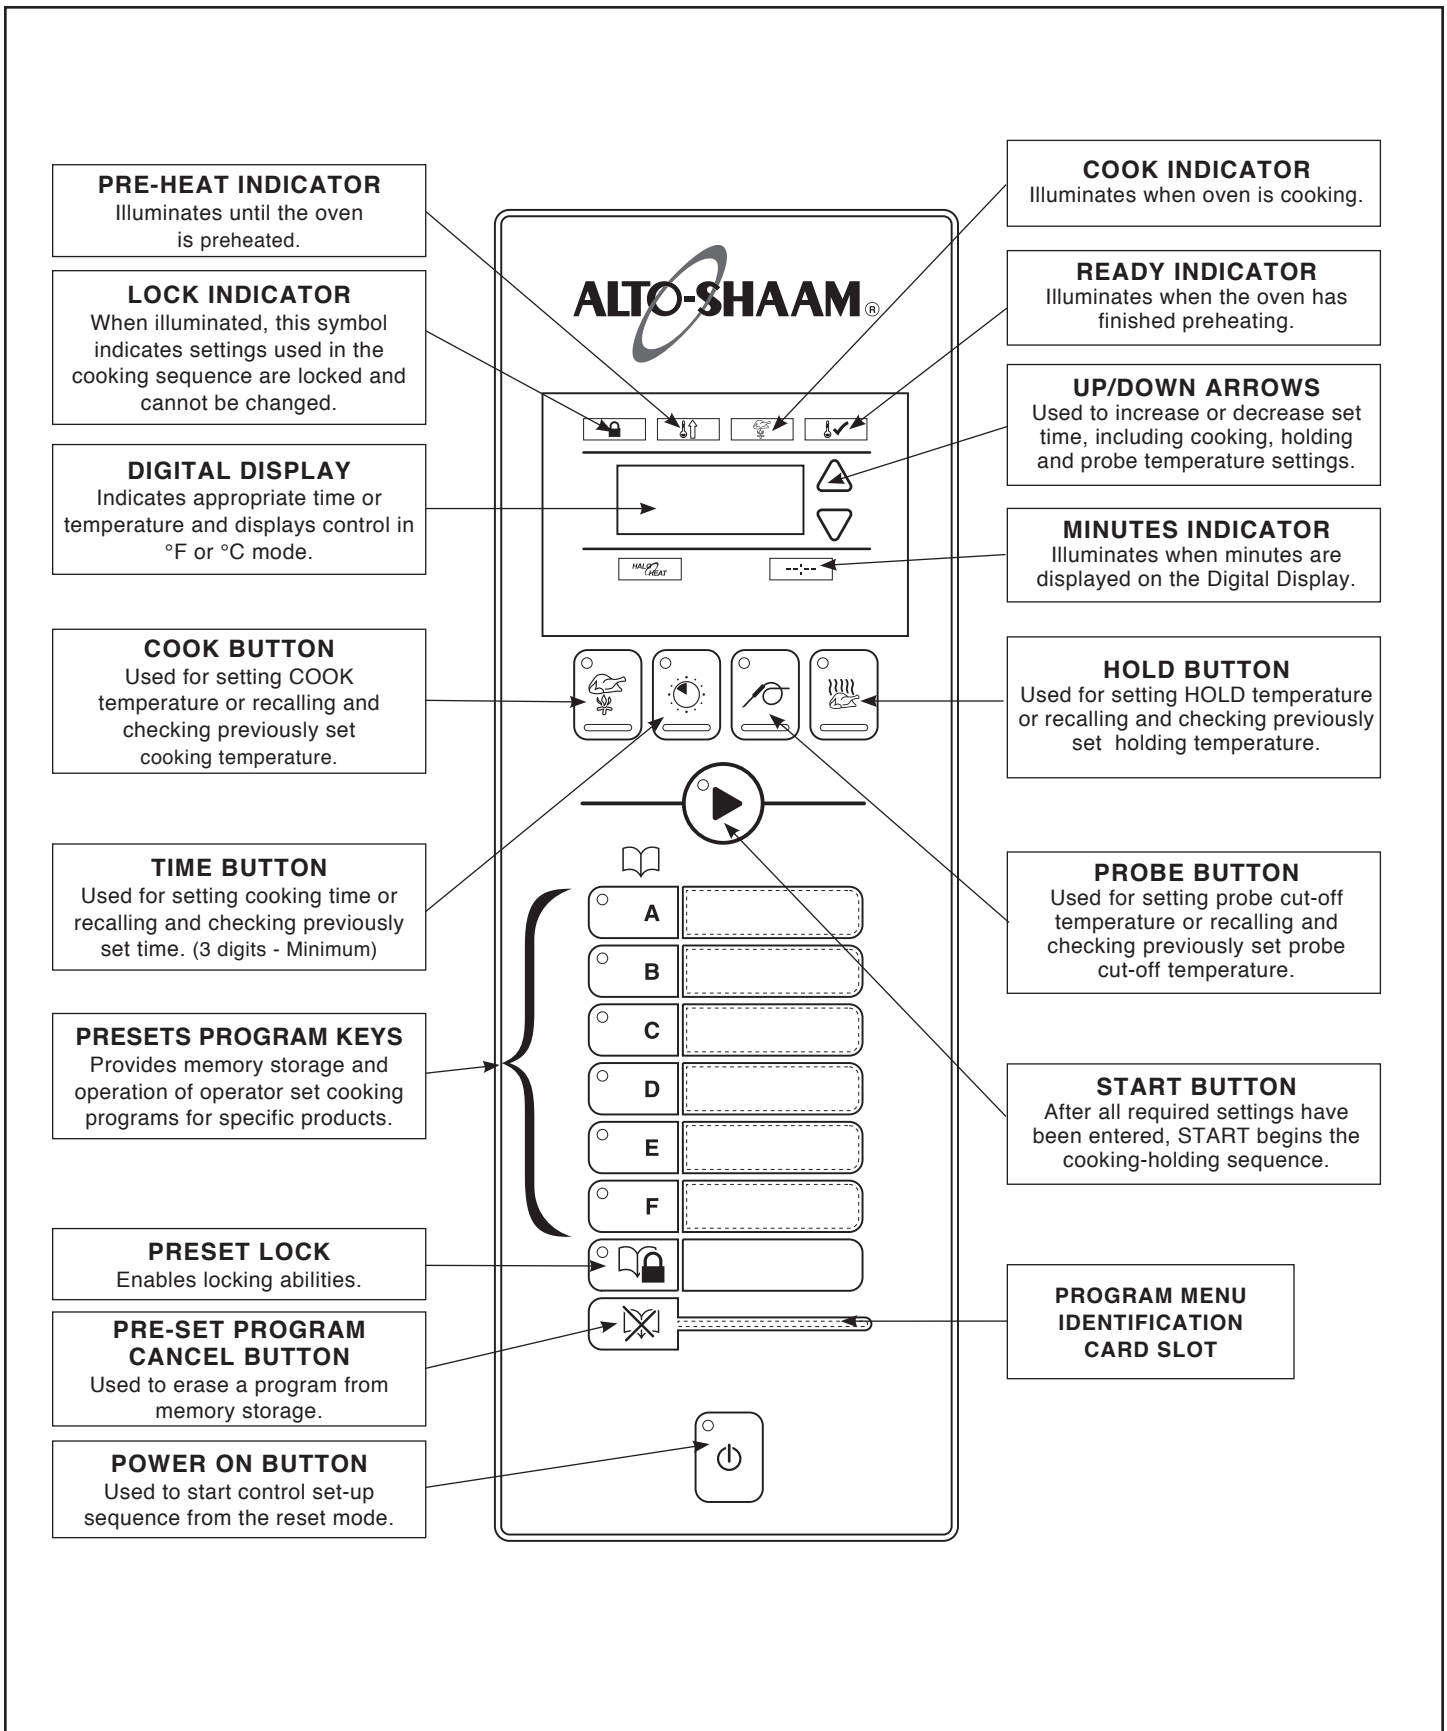 PRE-HEAT INDICATOR
Illuminates until the oven
is preheated.
LOCK INDICATOR
When illuminated, this symbol
indicates settings used in the
cooking sequence are locked and
cannot be changed.
DIGITAL DISPLAY
Indicates appropriate time or
temperature and displays control in
°F or °C mode.
COOK BUTTON
Used for setting COOK
temperature or recalling and
checking previously set
cooking temperature.
TIME BUTTON
Used for setting cooking time or
recalling and checking previously
set time. (3 digits - Minimum)
PRESETS PROGRAM KEYS
Provides memory storage and
operation of operator set cooking
programs for specific products.
PRESET LOCK
Enables locking abilities.
PRE-SET PROGRAM
CANCEL BUTTON
Used to erase a program from
memory storage.
POWER ON BUTTON
Used to start control set-up
sequence from the reset mode.
ALTO-SHAAM®
HALO
HEAT
--:--
A
B
C
D
E
F
COOK INDICATOR
Illuminates when oven is cooking.
READY INDICATOR
Illuminates when the oven has
finished preheating.
UP/DOWN ARROWS
Used to increase or decrease set
time, including cooking, holding
and probe temperature settings.
MINUTES INDICATOR
Illuminates when minutes are
displayed on the Digital Display.
HOLD BUTTON
Used for setting HOLD temperature
or recalling and checking previously
set holding temperature.
PROBE BUTTON
Used for setting probe cut-off
temperature or recalling and
checking previously set probe
cut-off temperature.
START BUTTON
After all required settings have
been entered, START begins the
cooking-holding sequence.
PROGRAM MENU
IDENTIFICATION
CARD SLOT